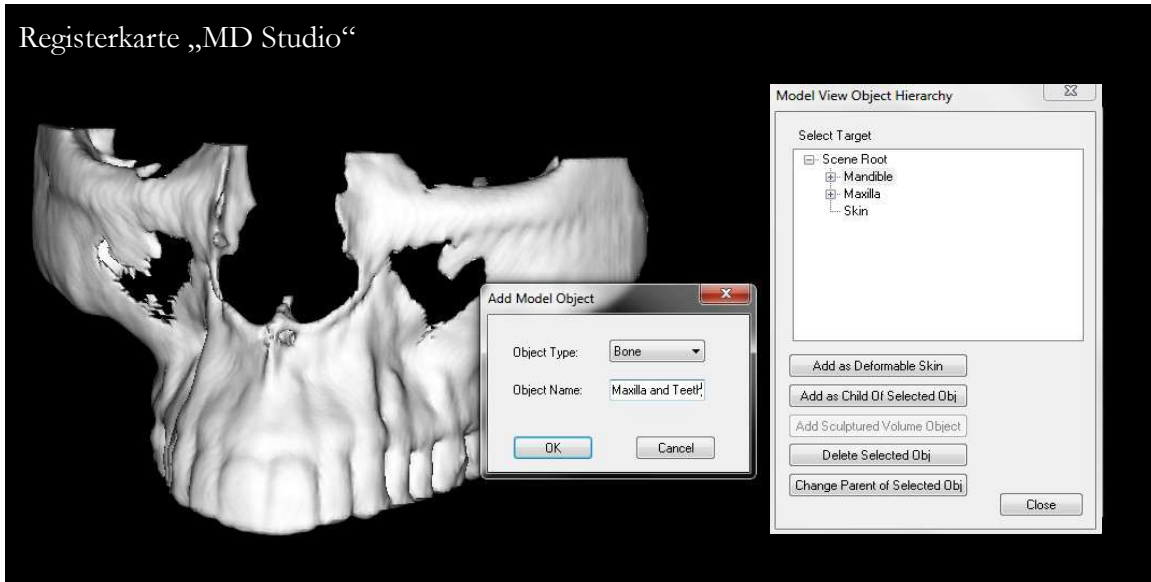 Registerkarte „MD Studio“
Model View Object Hierarchy
Select Target
Scene Root
Mandible
Maxilla
Skin
Add Model Object
Object Type: Bone
Object Name: Maxilla and Teeth
OK Cancel
Add as Deformable Skin
Add as Child Of Selected Obj
Add Sculptured Volume Object
Delete Selected Obj
Change Parent of Selected Obj
Close